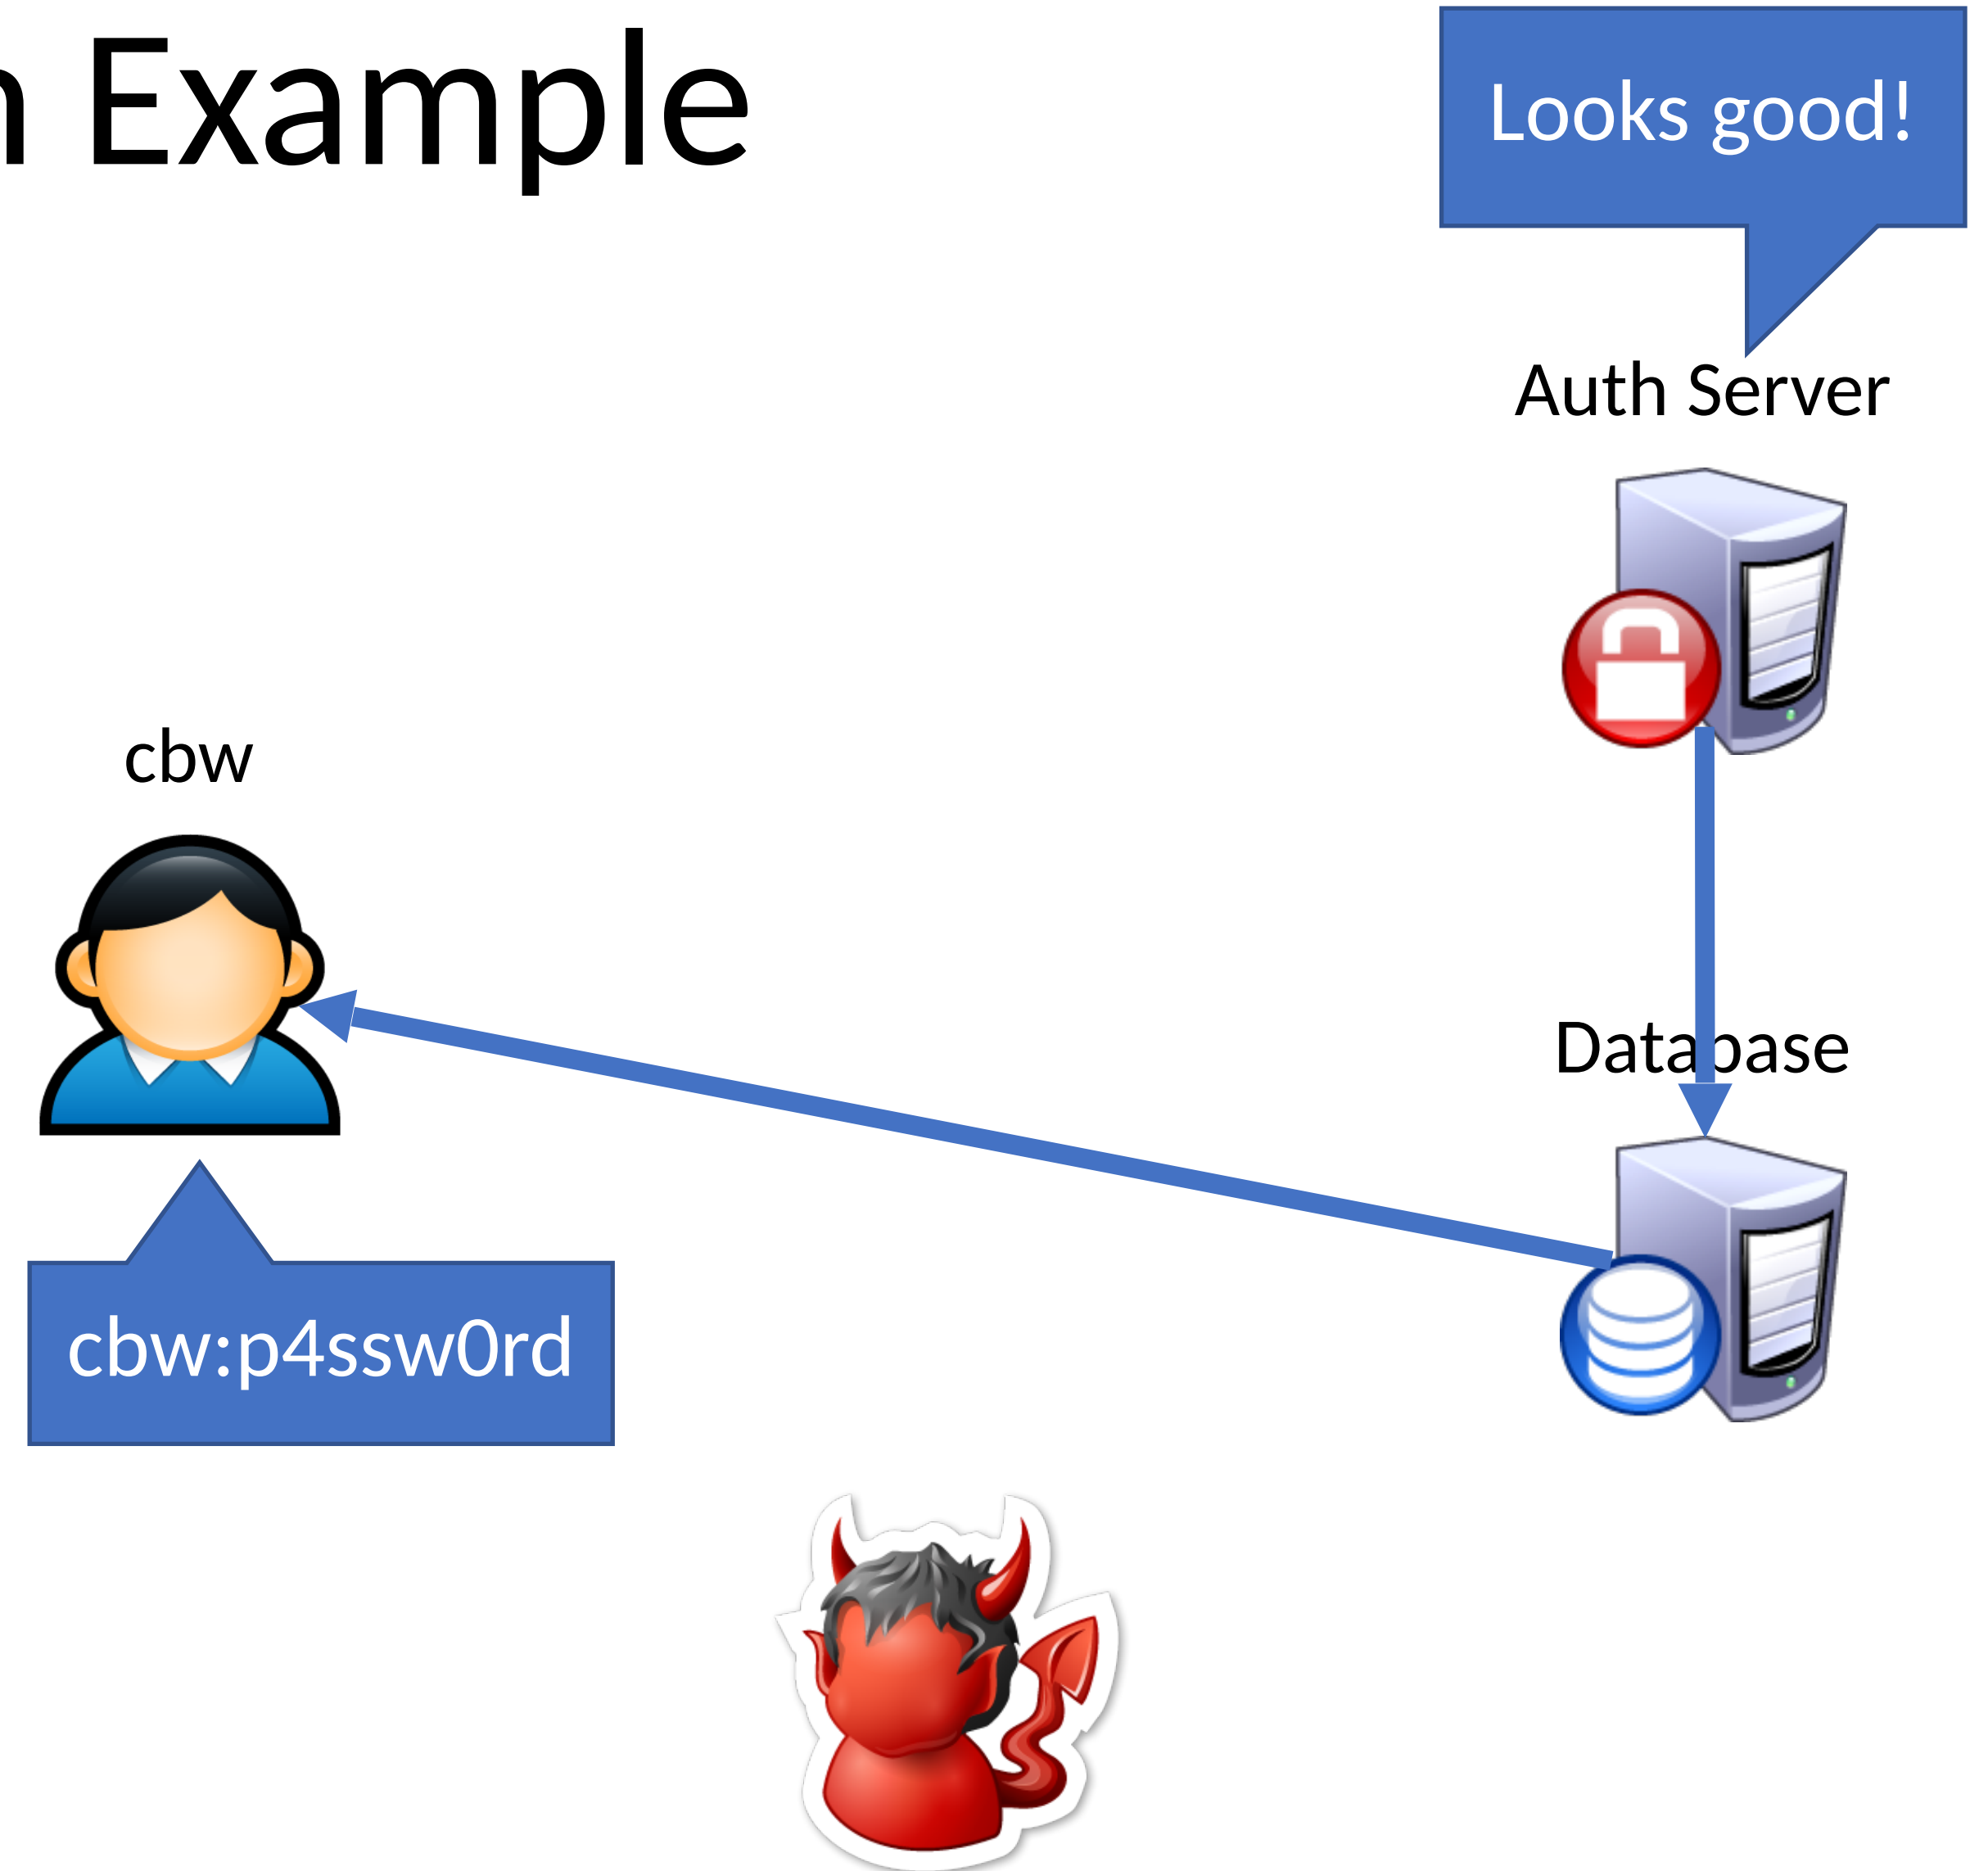 n Example
Looks good!
Auth Server
cbw
Database
cbw:p4ssw0rd